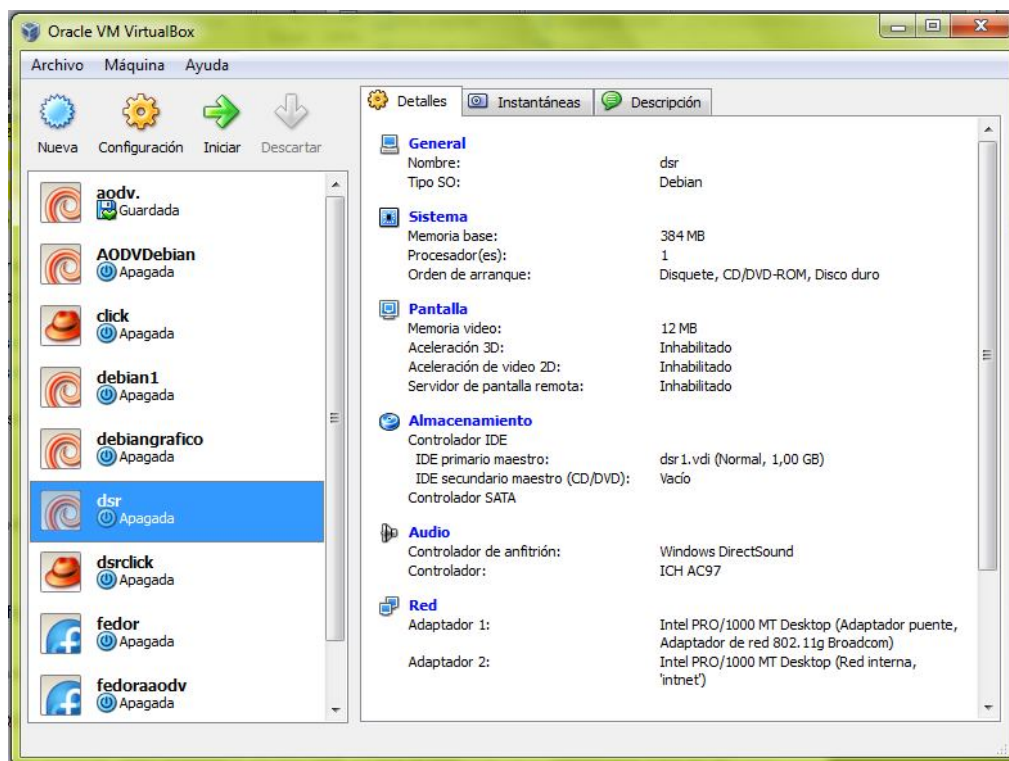 Oracle VM VirtualBox
Archivo Máquina Ayuda
Nueva Configuración Iniciar Descartar
aodv.
Guardada
AODVDebian
Apagada
click
Apagada
debian1
Apagada
debiangrafico
Apagada
dsr
Apagada
dsrclick
Apagada
fedor
Apagada
fedoraaodv
Apagada
Detalles Instantáneas Descripción
General
Nombre: dsr
Tipo SO: Debian
Sistema
Memoria base: 384 MB
Procesador(es): 1
Orden de arranque: Disquete, CD/DVD-ROM, Disco duro
Pantalla
Memoria video: 12 MB
Aceleración 3D: Inhabilitado
Aceleración de video 2D: Inhabilitado
Servidor de pantalla remota: Inhabilitado
Almacenamiento
Controlador IDE
IDE primario maestro: dsr1.vdi (Normal, 1,00 GB)
IDE secundario maestro (CD/DVD): Vacío
Controlador SATA
Audio
Controlador de anfitrión: Windows DirectSound
Controlador: ICH AC97
Red
Adaptador 1: Intel PRO/1000 MT Desktop (Adaptador puente,
Adaptador de red 802.11g Broadcom)
Adaptador 2: Intel PRO/1000 MT Desktop (Red interna,
'intnet')